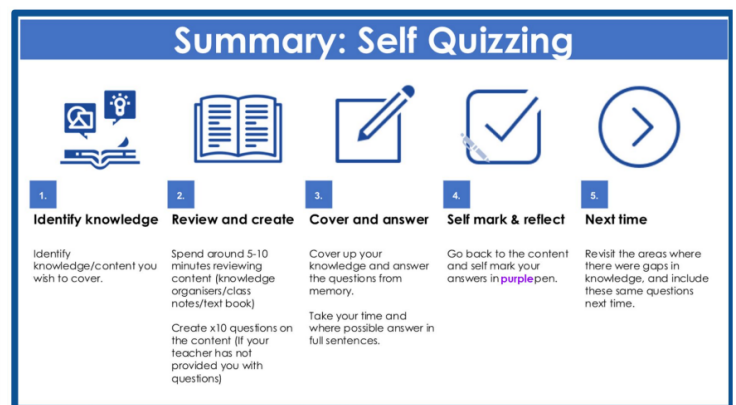 Summary: Self Quizzing
1.
Identify knowledge
Identify
knowledge/content you
wish to cover.
2.
Review and create
Spend around 5-10
minutes reviewing
content (knowledge
organisers/class
notes/text book)
Create x10 questions on
the content (If your
teacher has not
provided you with
questions)
3.
Cover and answer
Cover up your
knowledge and answer
the questions from
memory.
Take your time and
where possible answer in
full sentences.
4.
Self mark & reflect
Go back to the content
and self mark your
answers in purple pen.
5.
Next time
Revisit the areas where
there were gaps in
knowledge, and include
these same questions
next time.